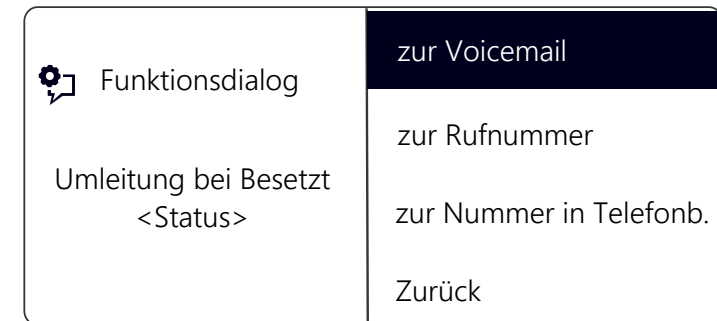 Funktionsdialog
Umleitung bei Besetzt
<Status>
zur Voicemail
zur Rufnummer
zur Nummer in Telefonb.
Zurück